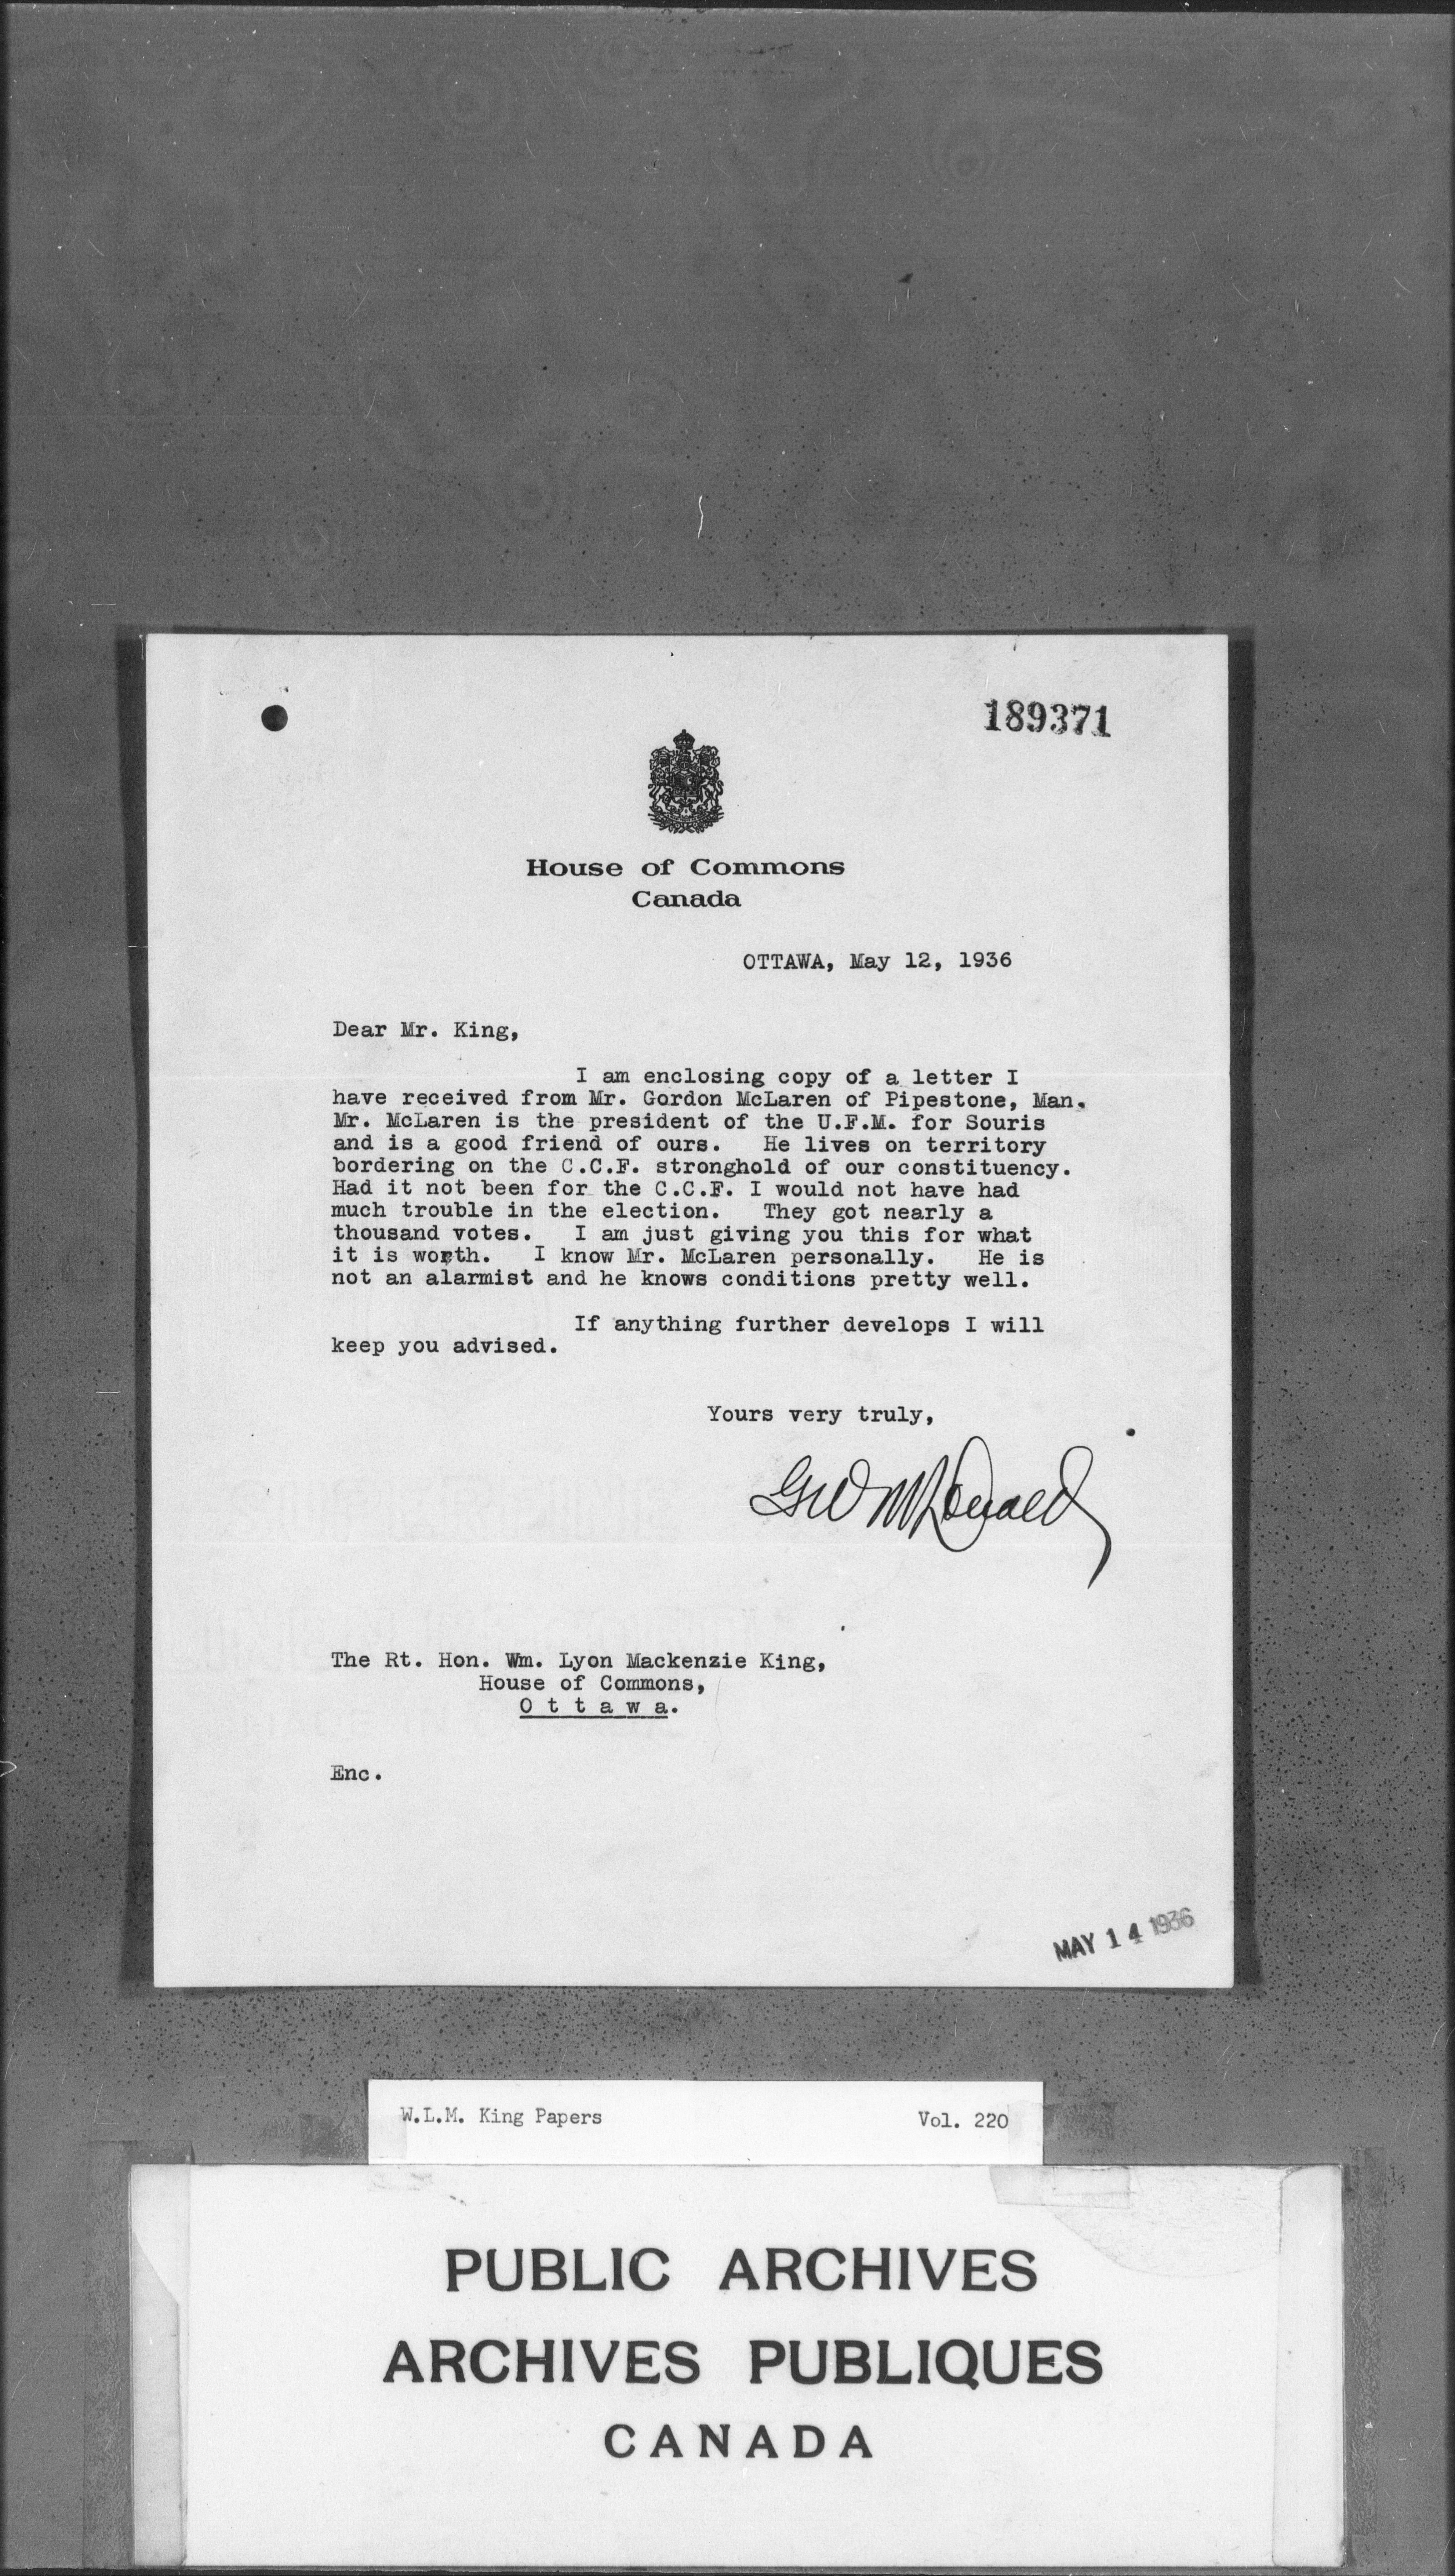 189371
House of Commons
Canada
OTTAWA, May 12, 1936
Dear Mr. King,
I am enclosing copy of a letter I
have received from Mr. Gordon McLaren of Pipestone, Man.
Mr. McLaren is the president of the U.F.M. for Souris
and is a good friend of ours. He lives on territory
bordering on the C.C.F. stronghold of our constituency.
Had it not been for the C.C.F. I would not have had
much trouble in the election. They got nearly a
thousand votes. I am just giving you this for what
it is worth. I know Mr. McLaren personally. He is
not an alarmist and he knows conditions pretty well.
If anything further develops I will
keep you advised.
Yours very truly,
GW McDonald
The Rt. Hon. Wm. Lyon Mackenzie King,
House of Commons,
O t t a w a.
Enc.
MAY 14 1936
W.L.M. King Papers Vol. 220
PUBLIC ARCHIVES
ARCHIVES PUBLIQUES
CANADA